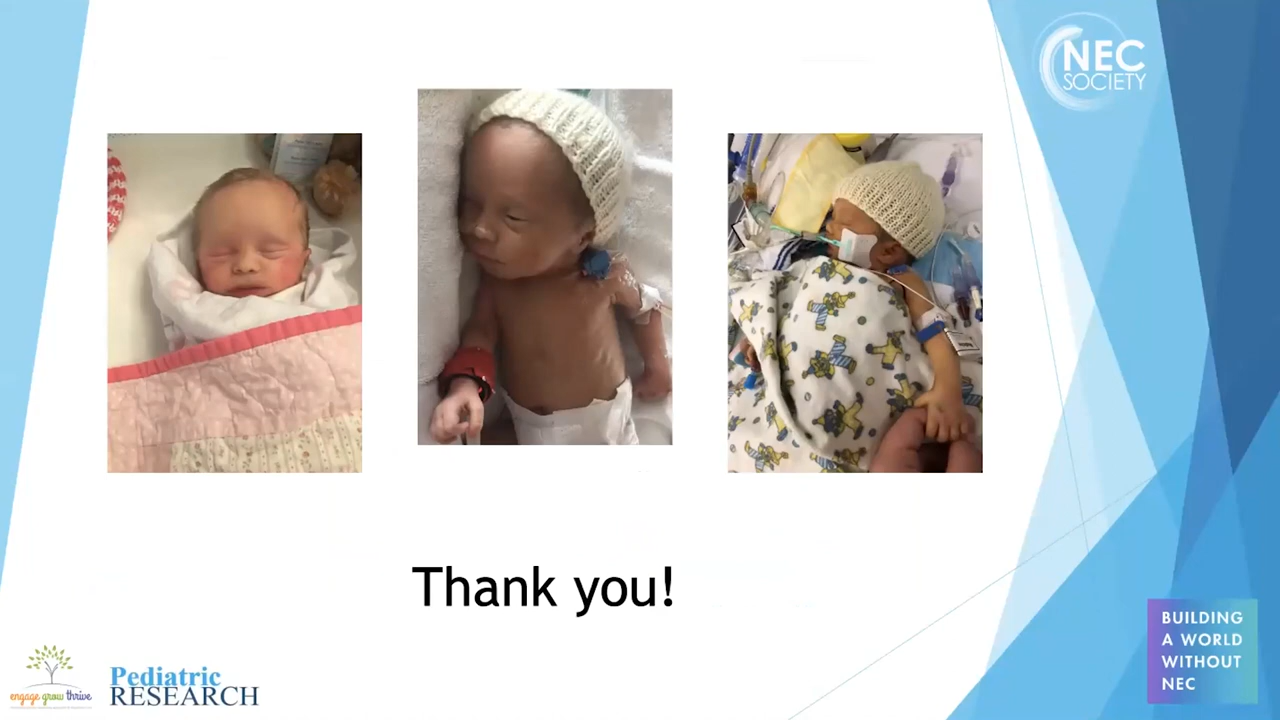 NEC
SOCIETY
Thank you!
engage grow thrive
Pediatric
RESEARCH
BUILDING
A WORLD
WITHOUT
NEC